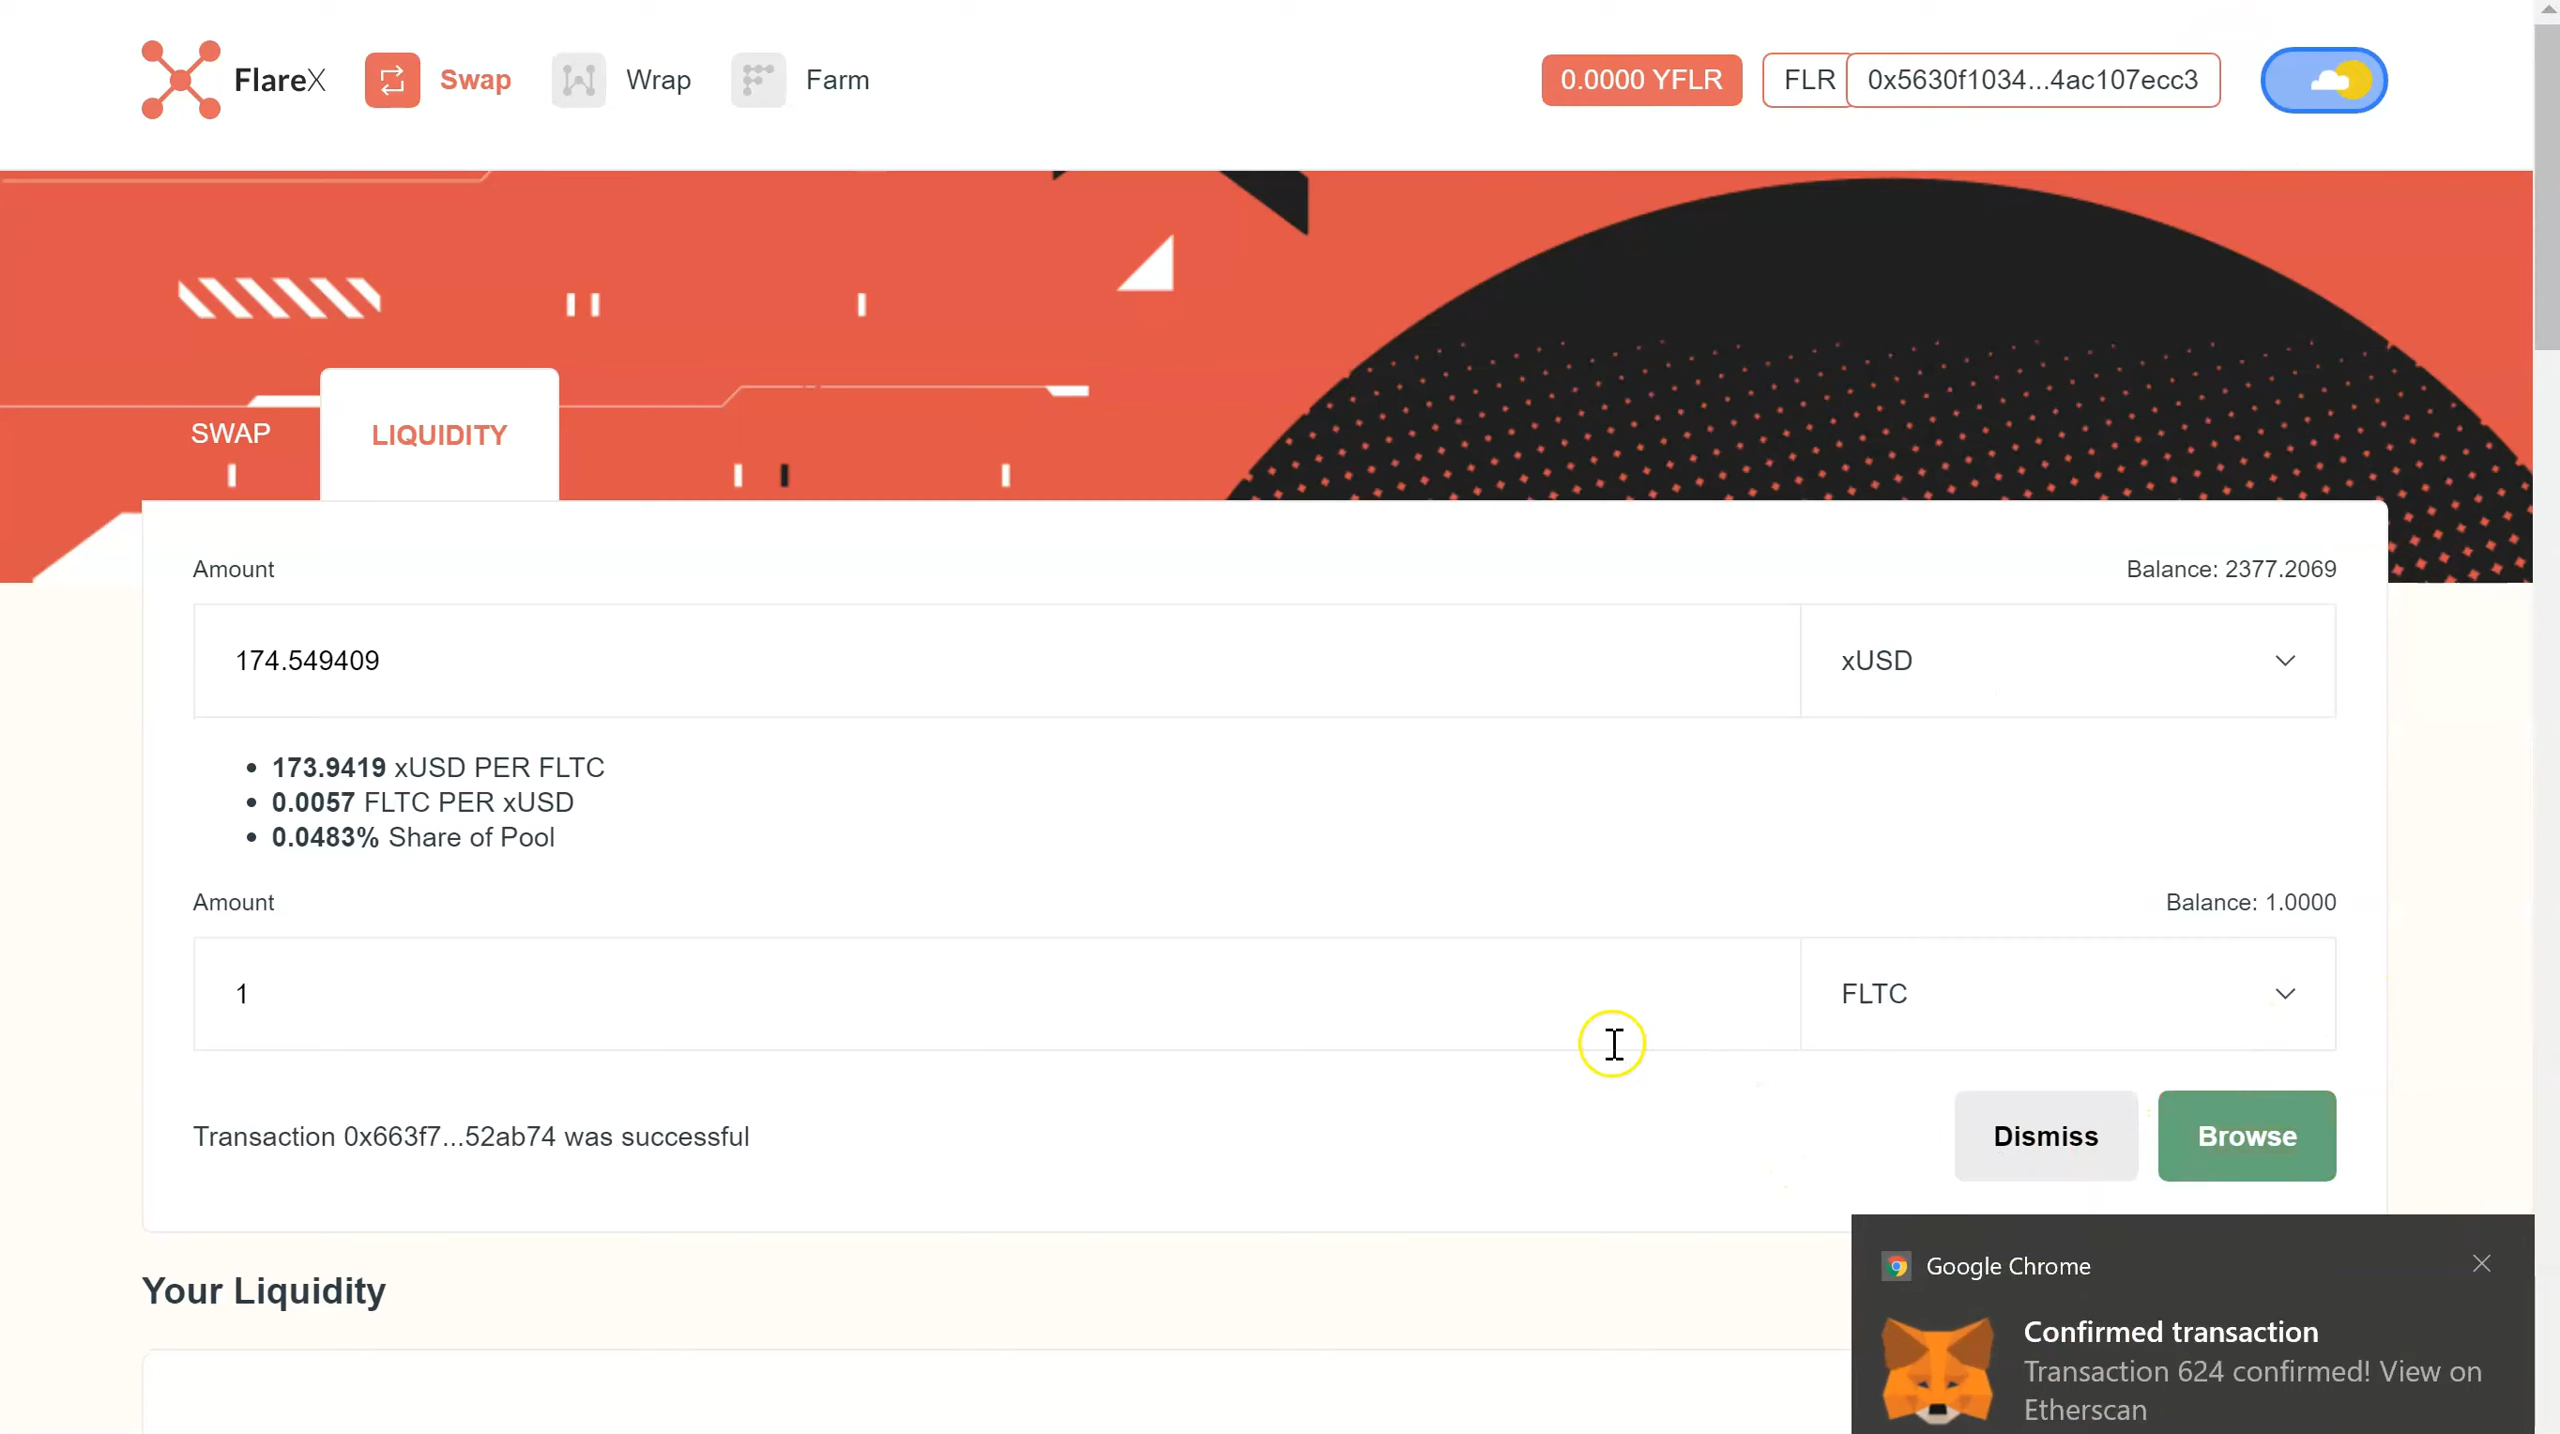 FlareX
Swap
Wrap
Farm
0.0000 YFLR
FLR
0x5630f1034...4ac107ecc3
SWAP
LIQUIDITY
Amount
Balance: 2377.2069
174.549409
xUSD
173.9419 xUSD PER FLTC
0.0057 FLTC PER xUSD
0.0483% Share of Pool
Amount
Balance: 1.0000
1
FLTC
Transaction 0x663f7...52ab74 was successful
Dismiss
Browse
Your Liquidity
Google Chrome
Confirmed transaction
Transaction 624 confirmed! View on
Etherscan